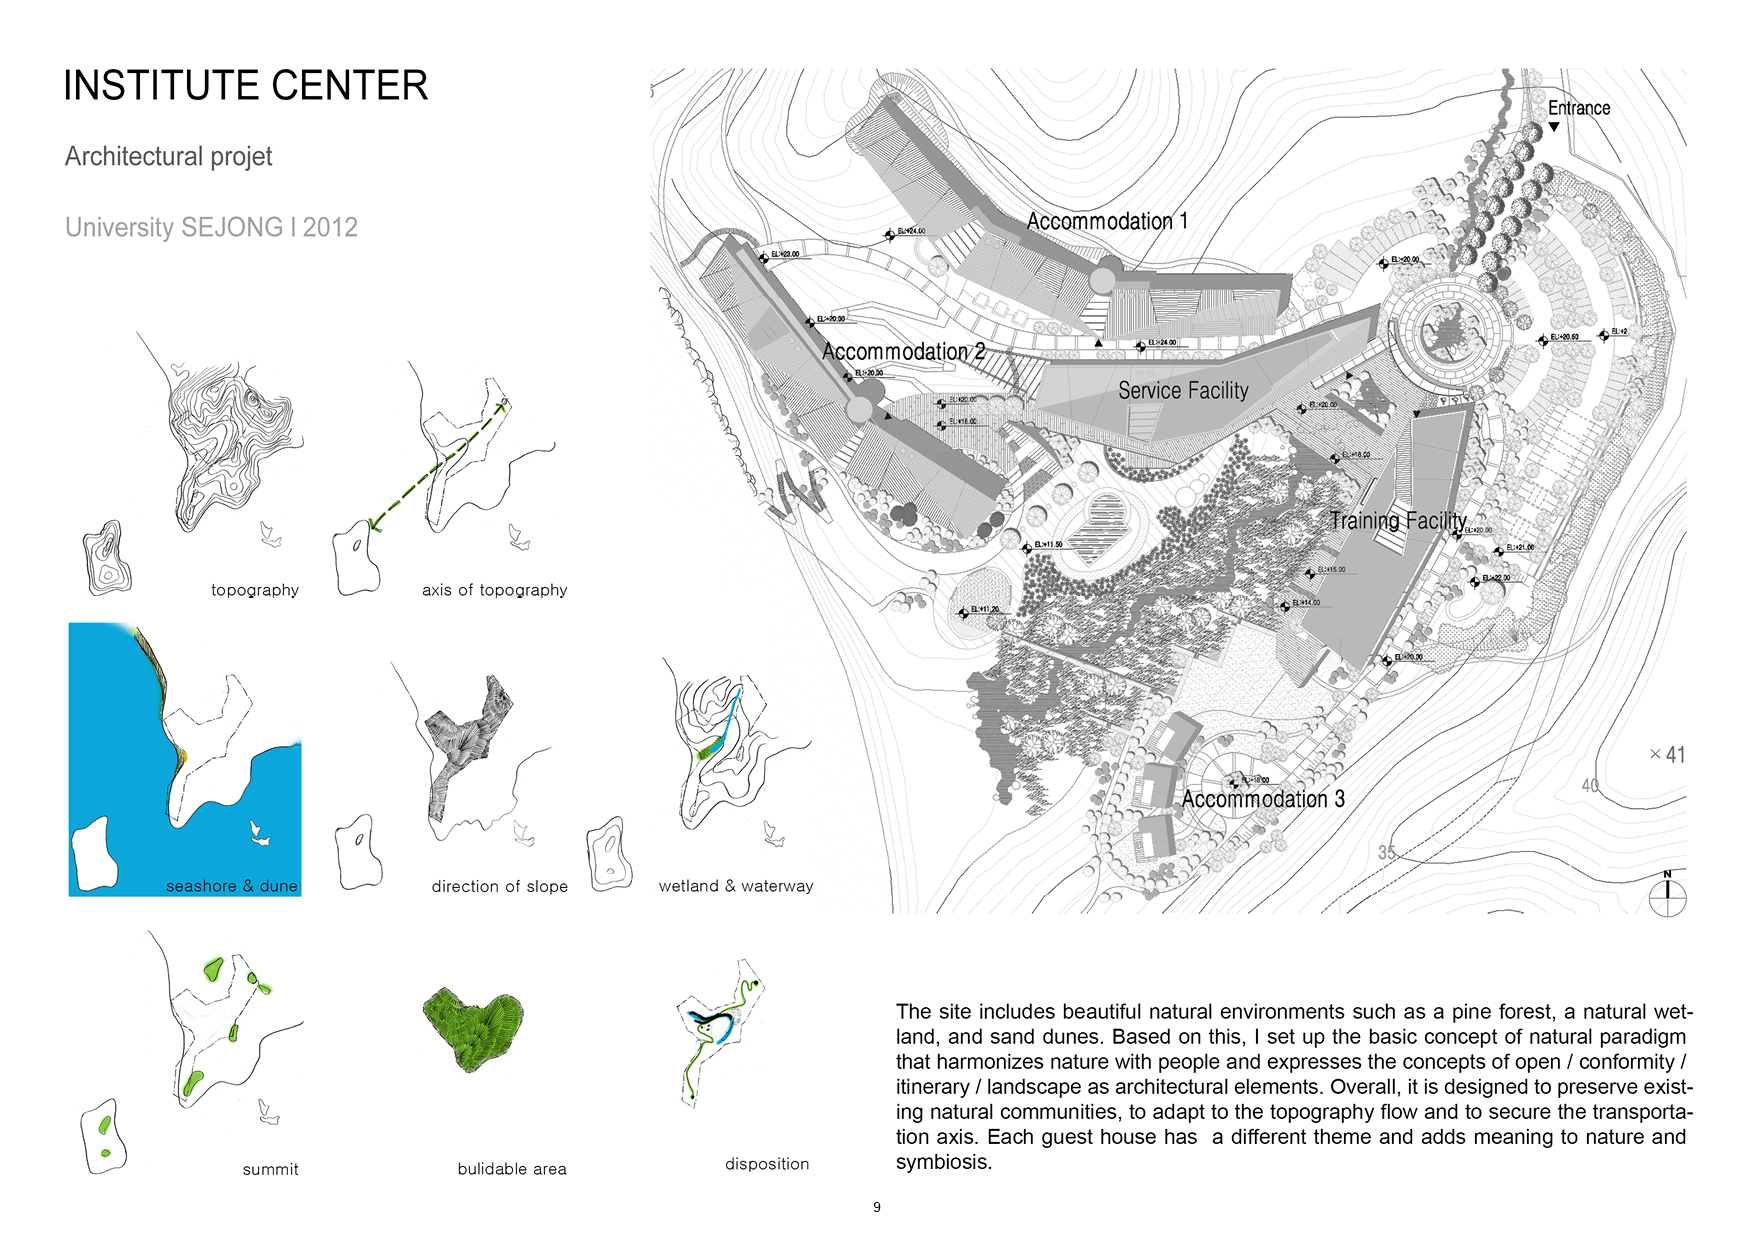 INSTITUTE CENTER
Architectural projet
University SEJONG I 2012
Entrance
Accommodation 1
EL:+24.00
EL:+23.00
EL:+20.00
EL:+20.00
Accommodation 2
EL:+24.00
EL:+20.50
EL:+2
EL:+20.00
Service Facility
EL:+20.00
EL:+18.00
EL:+20.00
EL:+18.00
Training Facility
EL:+20.00
EL:+11.50
EL:+21.00
EL:+15.00
EL:+22.00
EL:+11.20
EL:+14.00
EL:+20.00
× 41
40
EL:+18.00
Accommodation 3
35
N
topography
axis of topography
seashore & dune
direction of slope
wetland & waterway
summit
bulidable area
disposition
The site includes beautiful natural environments such as a pine forest, a natural wet-
land, and sand dunes. Based on this, I set up the basic concept of natural paradigm
that harmonizes nature with people and expresses the concepts of open / conformity /
itinerary / landscape as architectural elements. Overall, it is designed to preserve exist-
ing natural communities, to adapt to the topography flow and to secure the transporta-
tion axis. Each guest house has a different theme and adds meaning to nature and
symbiosis.
9